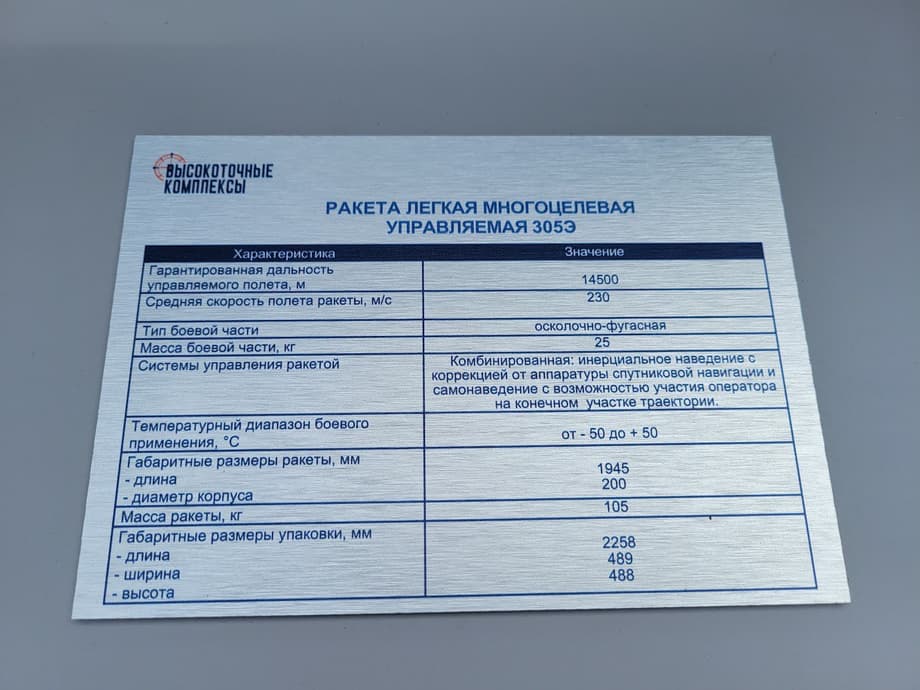 ВЫСОКОТОЧНЫЕ
КОМПЛЕКСЫ
РАКЕТА ЛЕГКАЯ МНОГОЦЕЛЕВАЯ
УПРАВЛЯЕМАЯ 305Э
Характеристика Значение
Гарантированная дальность
управляемого полета, м 14500
Средняя скорость полета ракеты, м/с 230
Тип боевой части осколочно-фугасная
Масса боевой части, кг 25
Системы управления ракетой Комбинированная: инерциальное наведение с
коррекцией от аппаратуры спутниковой навигации и
самонаведение с возможностью участия оператора
на конечном участке траектории.
Температурный диапазон боевого
применения, °С от - 50 до + 50
Габаритные размеры ракеты, мм
- длина 1945
- диаметр корпуса 200
Масса ракеты, кг 105
Габаритные размеры упаковки, мм
- длина 2258
- ширина 489
- высота 488